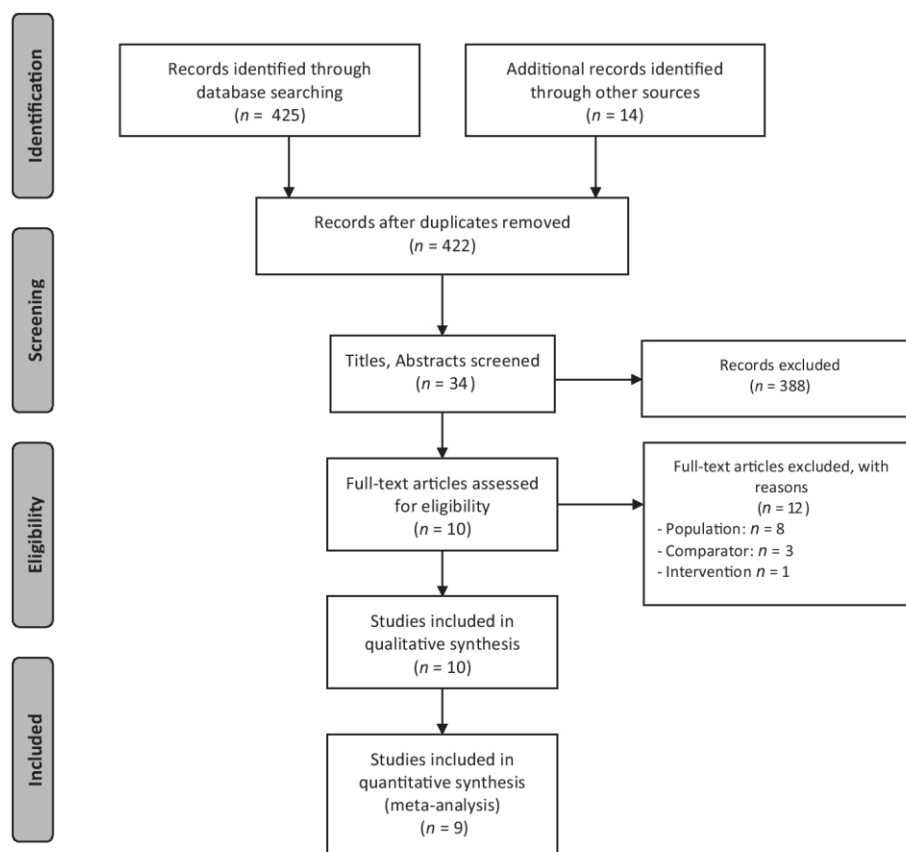 Identification
Records identified through
database searching
(n = 425)
Additional records identified
through other sources
(n = 14)
Records after duplicates removed
(n = 422)
Screening
Titles, Abstracts screened
(n = 34)
Records excluded
(n = 388)
Eligibility
Full-text articles assessed
for eligibility
(n = 10)
Full-text articles excluded, with
reasons
(n = 12)
- Population: n = 8
- Comparator: n = 3
- Intervention n = 1
Studies included in
qualitative synthesis
(n = 10)
Included
Studies included in
quantitative synthesis
(meta-analysis)
(n = 9)